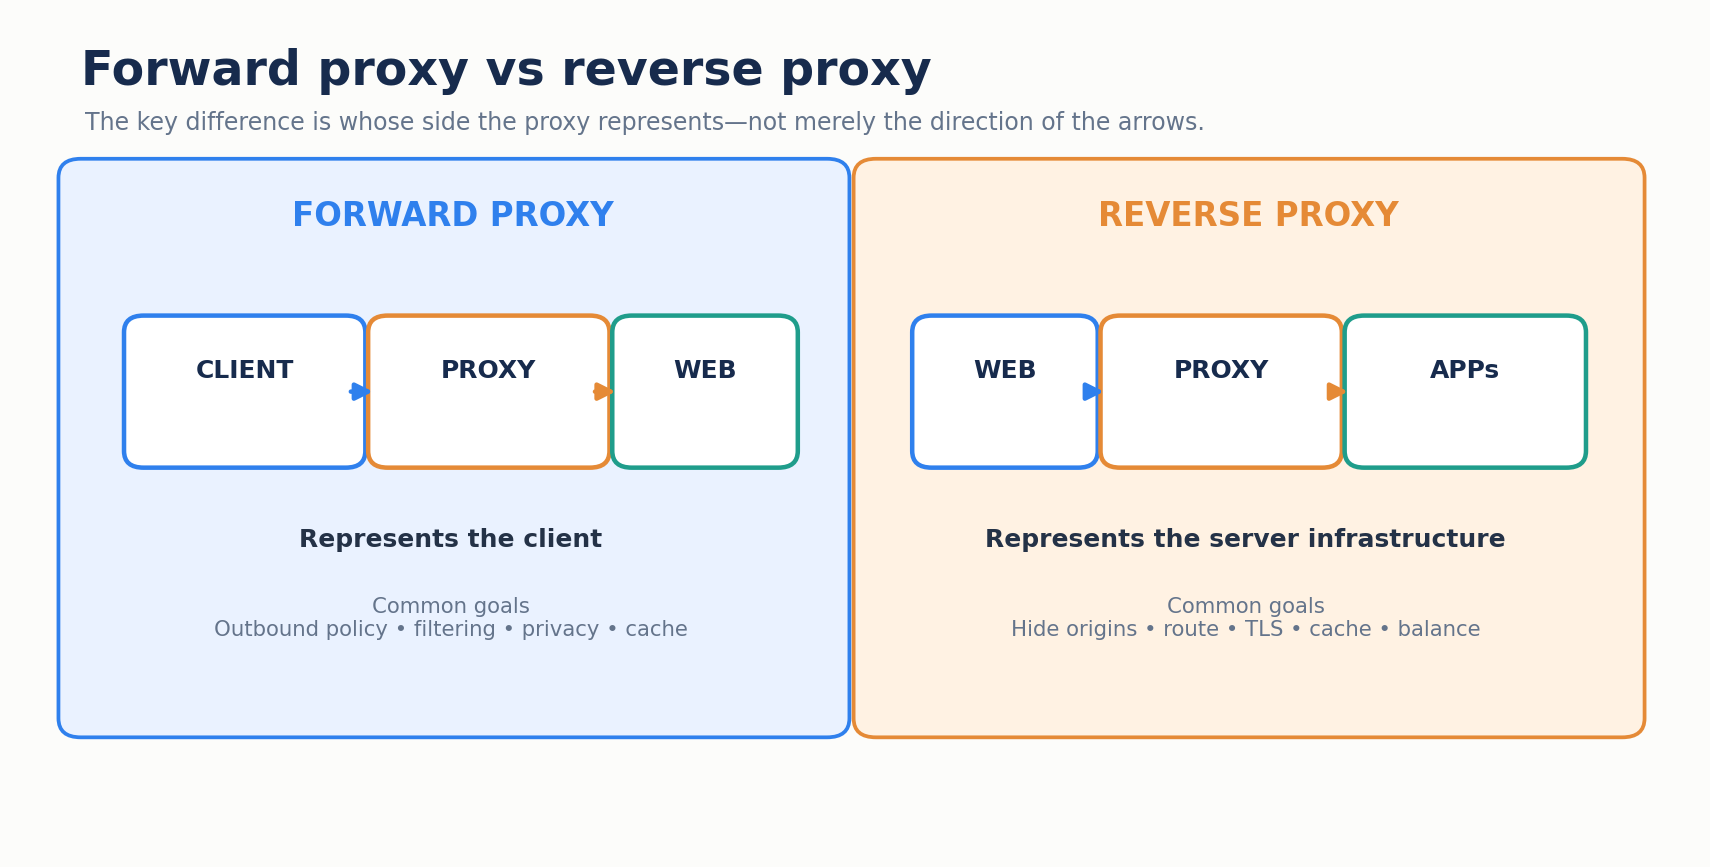 Forward proxy vs reverse proxy
The key difference is whose side the proxy represents—not merely the direction of the arrows.
FORWARD PROXY
CLIENT
PROXY
WEB
Represents the client
Common goals
Outbound policy • filtering • privacy • cache
REVERSE PROXY
WEB
PROXY
APPs
Represents the server infrastructure
Common goals
Hide origins • route • TLS • cache • balance